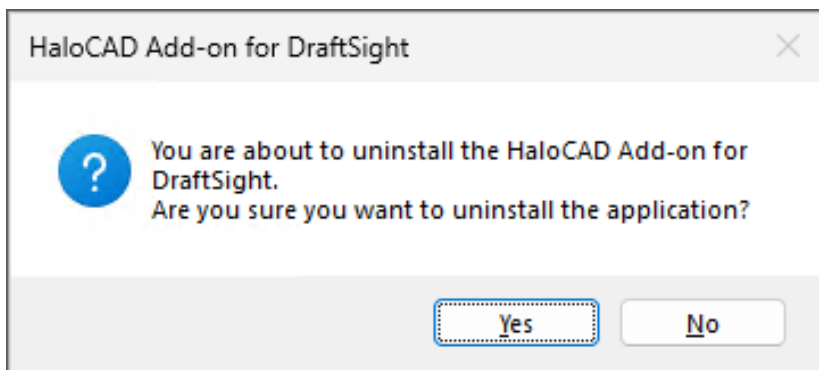 HaloCAD Add-on for DraftSight
?
You are about to uninstall the HaloCAD Add-on for
DraftSight.
Are you sure you want to uninstall the application?
Yes
No